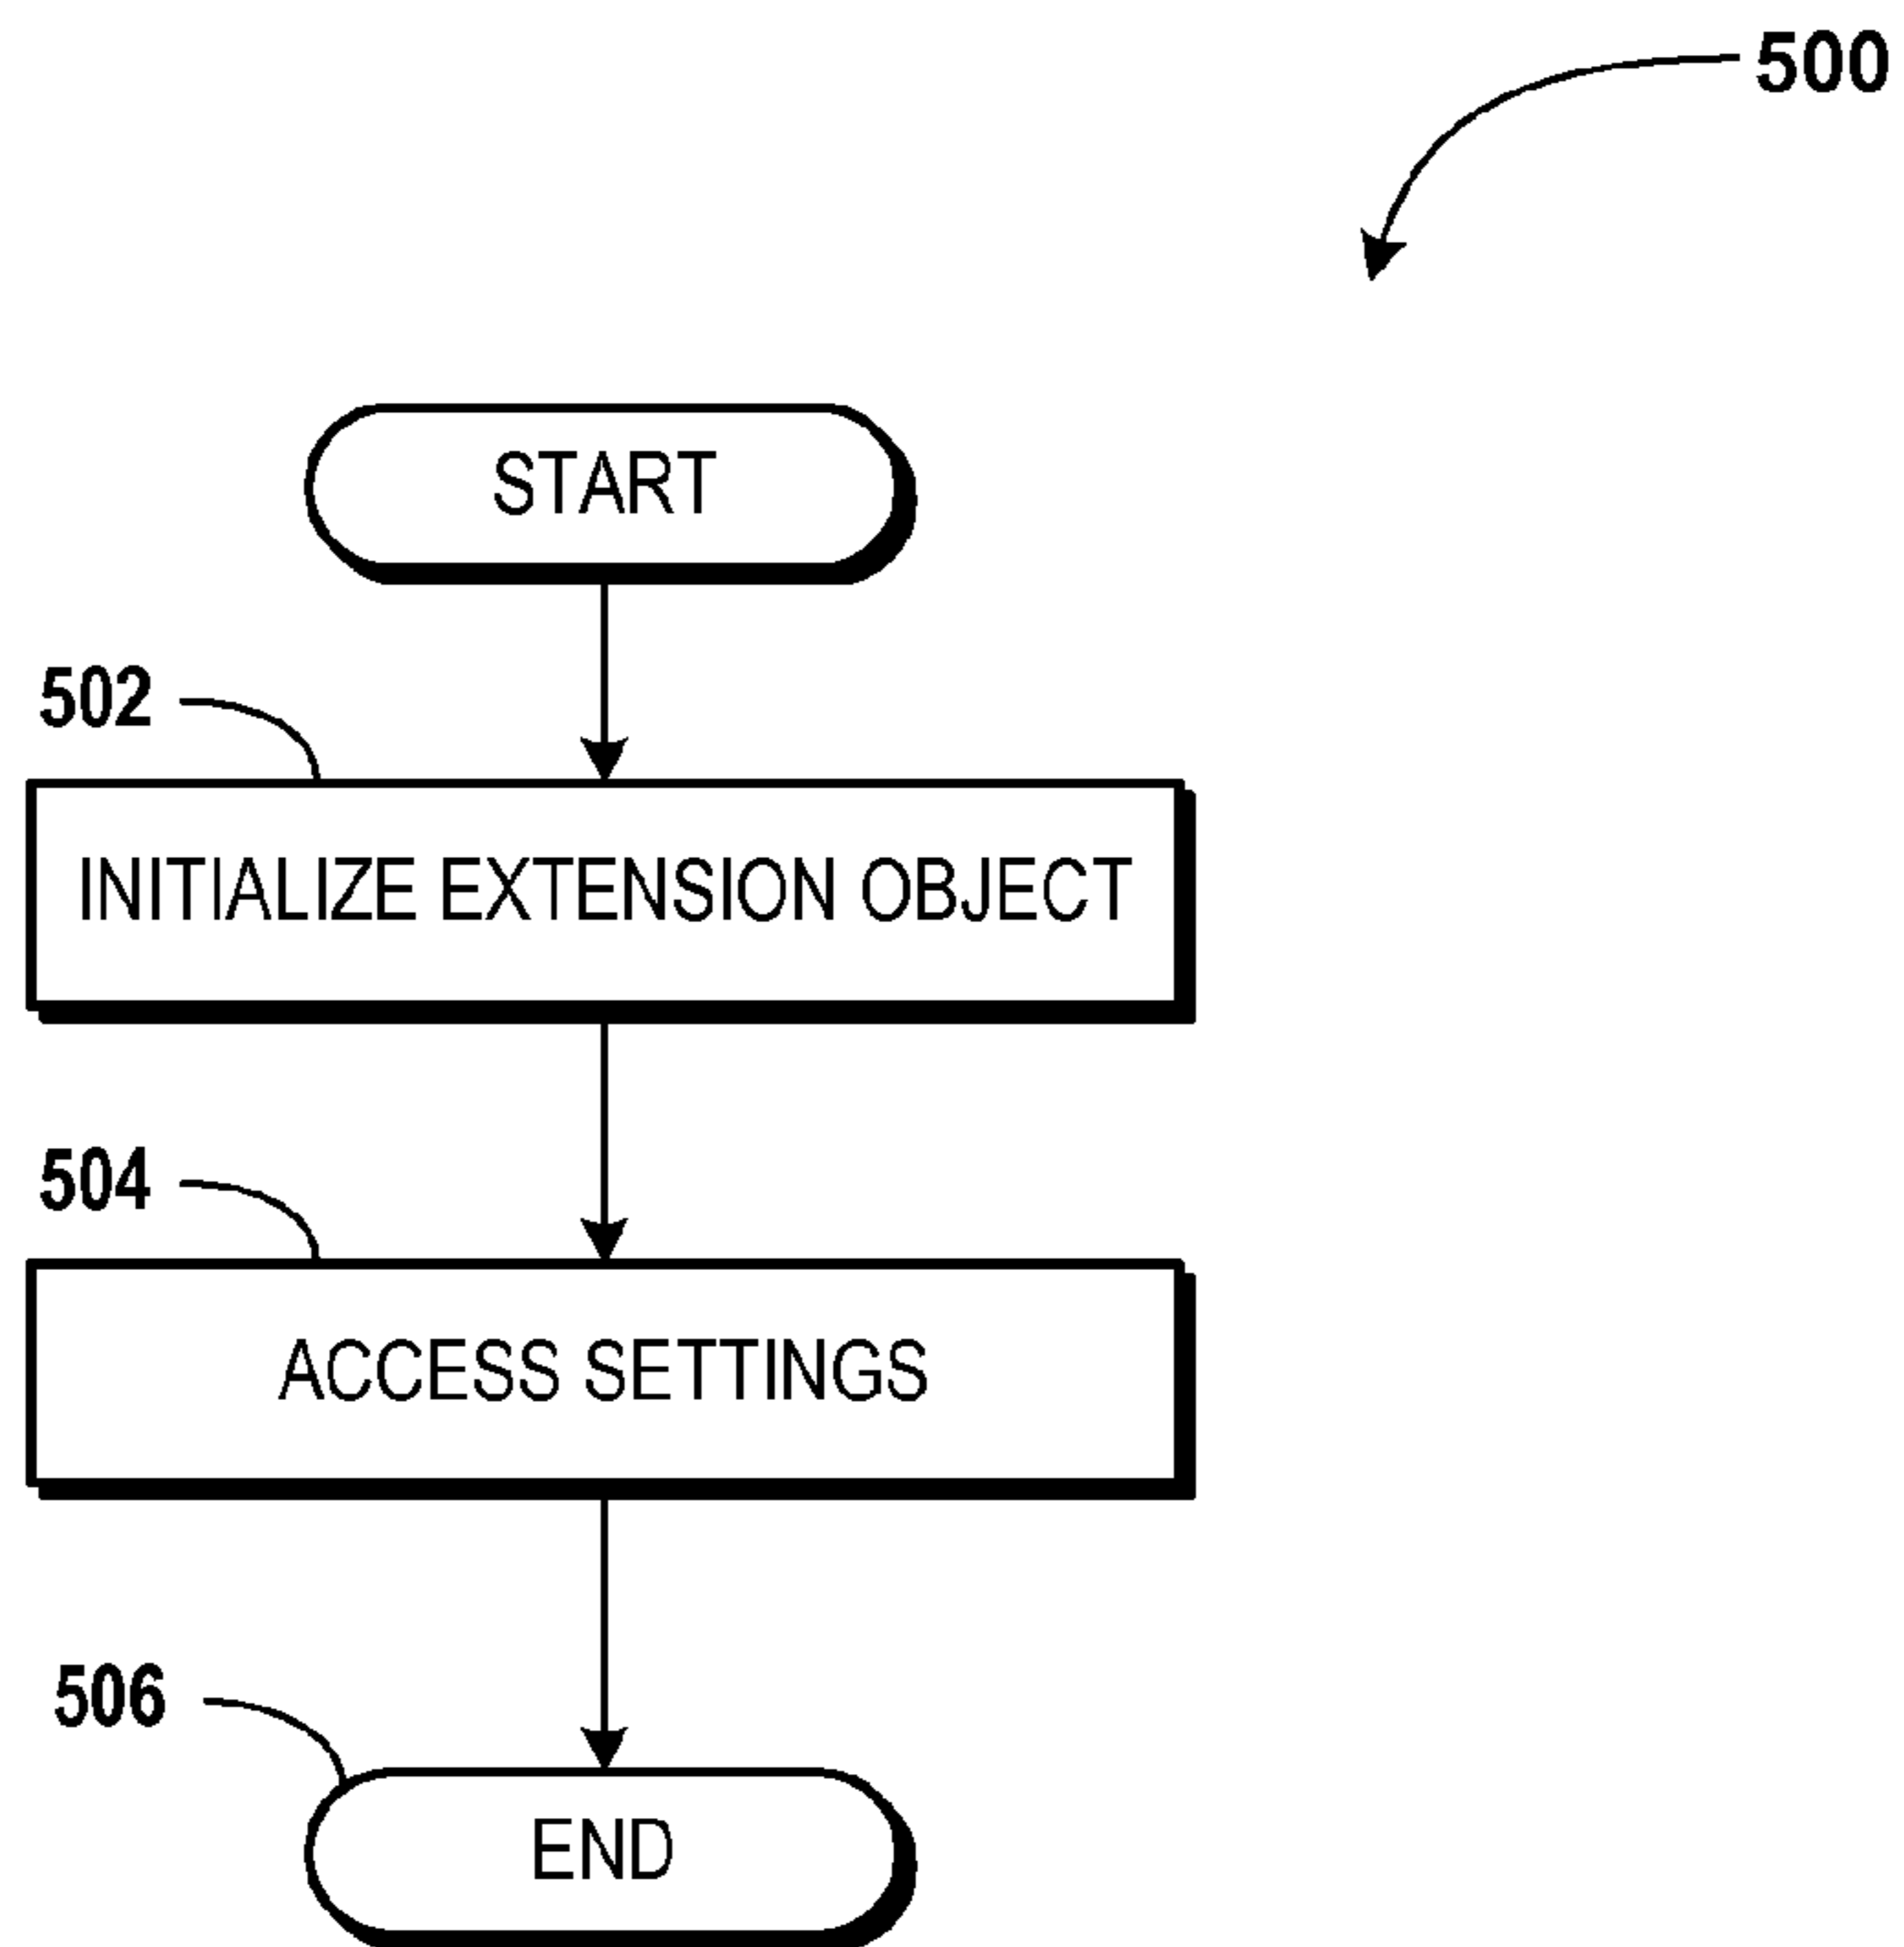 500
START
502
INITIALIZE EXTENSION OBJECT
504
ACCESS SETTINGS
506
END